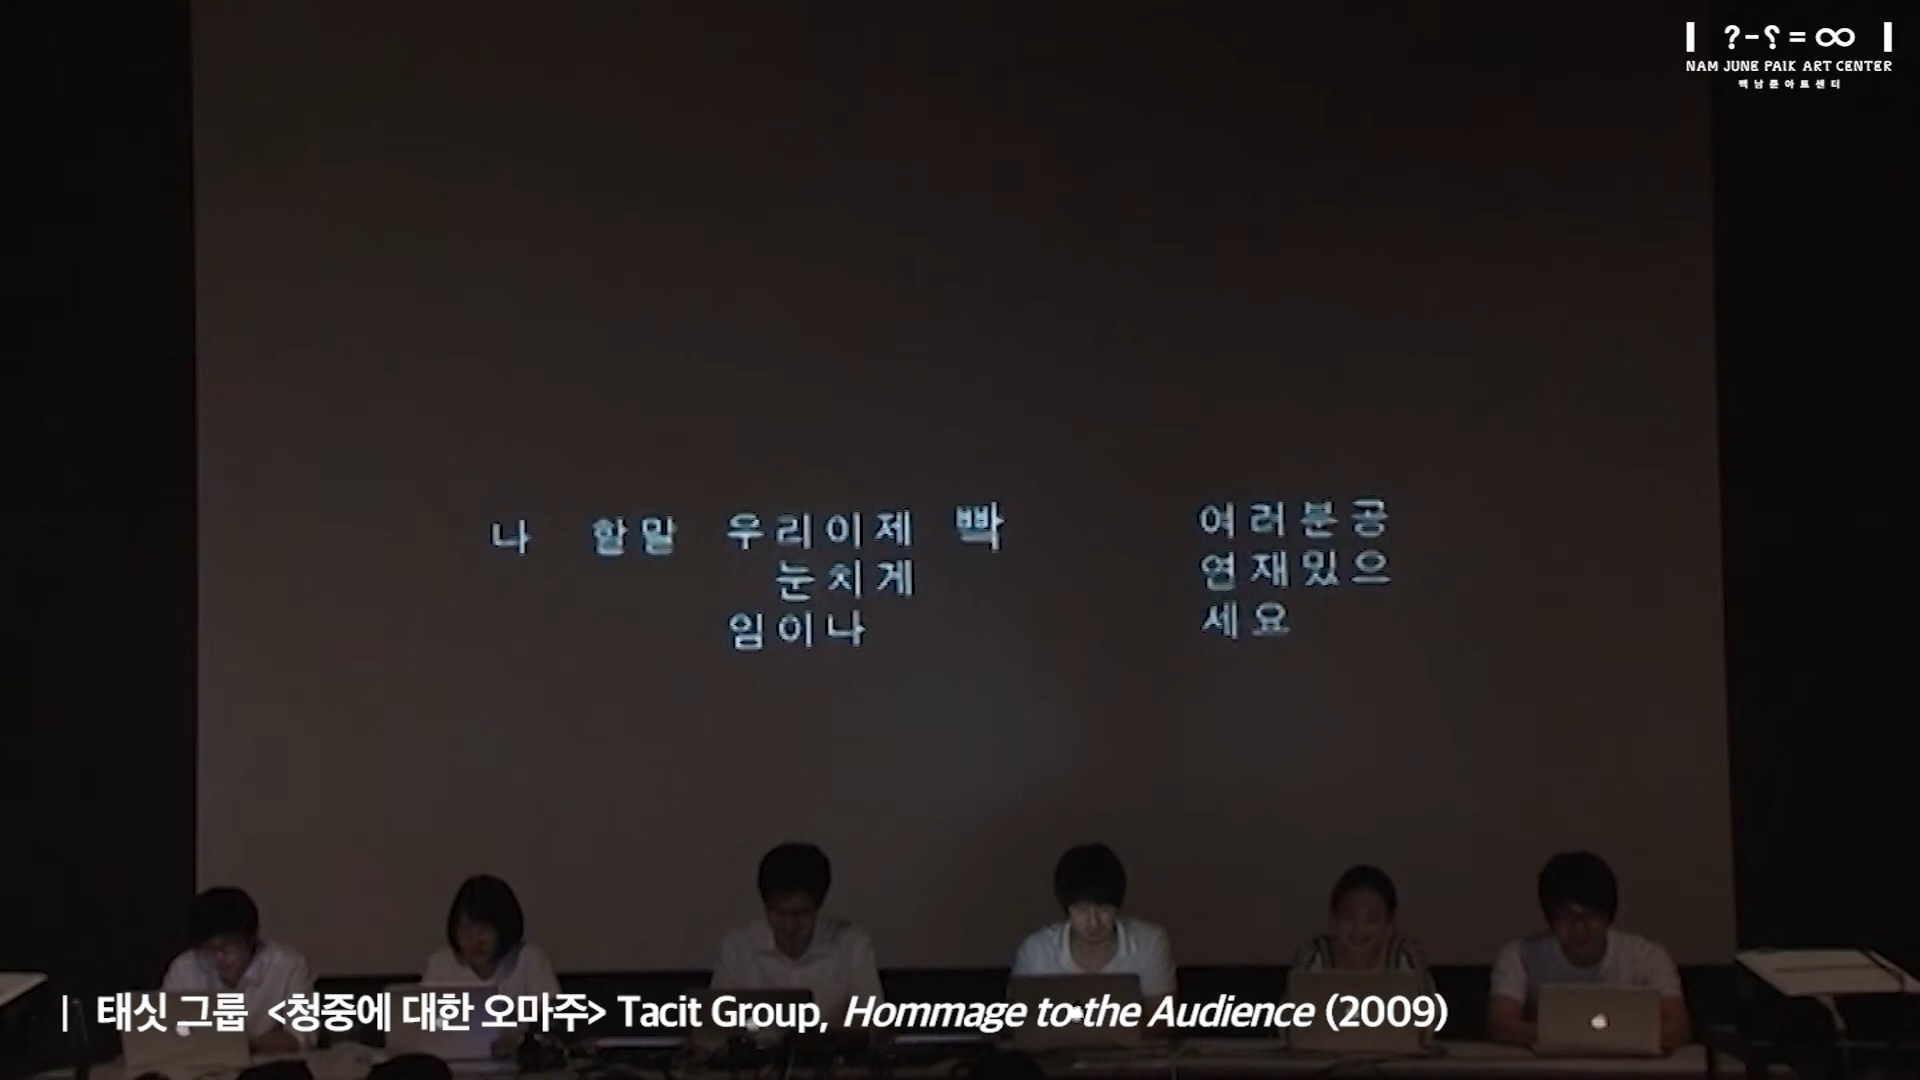 ?-؟=∞
NAM JUNE PAIK ART CENTER
백남준아트센터
나 할말 우리이제 빡
눈치게
임이나
여러분공
연재밌으
세요
태싯 그룹 <청중에 대한 오마주> Tacit Group, Hommage to the Audience (2009)